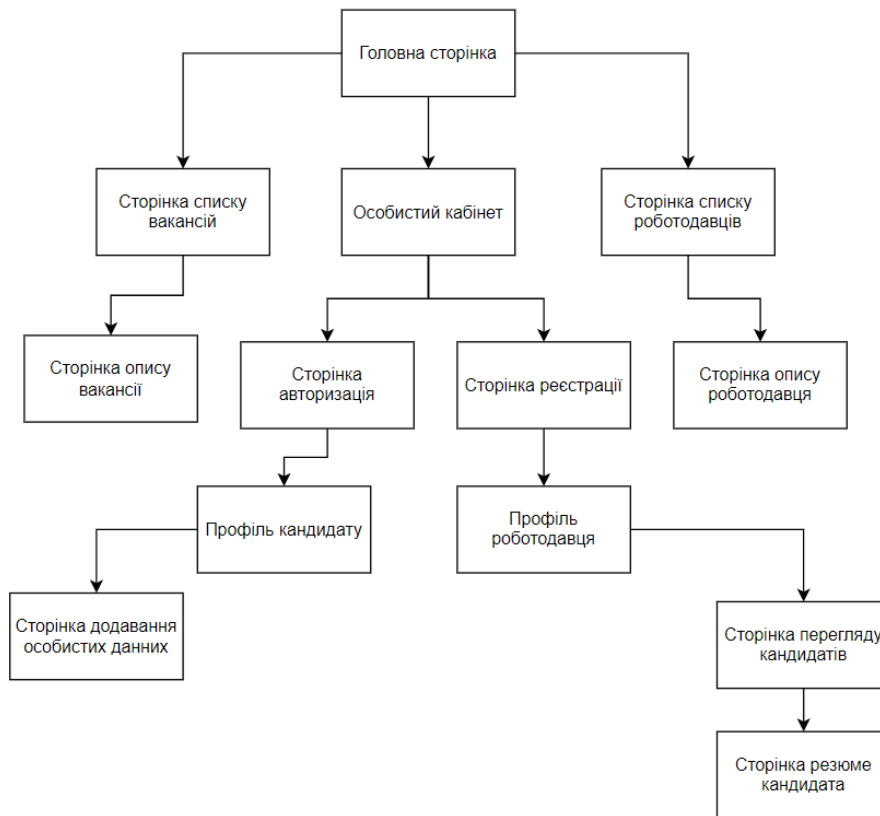 Головна сторінка
Сторінка списку
вакансій
Особистий кабінет
Сторінка списку
роботодавців
Сторінка опису
вакансії
Сторінка
авторизація
Сторінка реєстрації
Сторінка опису
роботодавця
Профіль кандидату
Профіль
роботодавця
Сторінка додавання
особистих данних
Сторінка перегляду
кандидатів
Сторінка резюме
кандидата